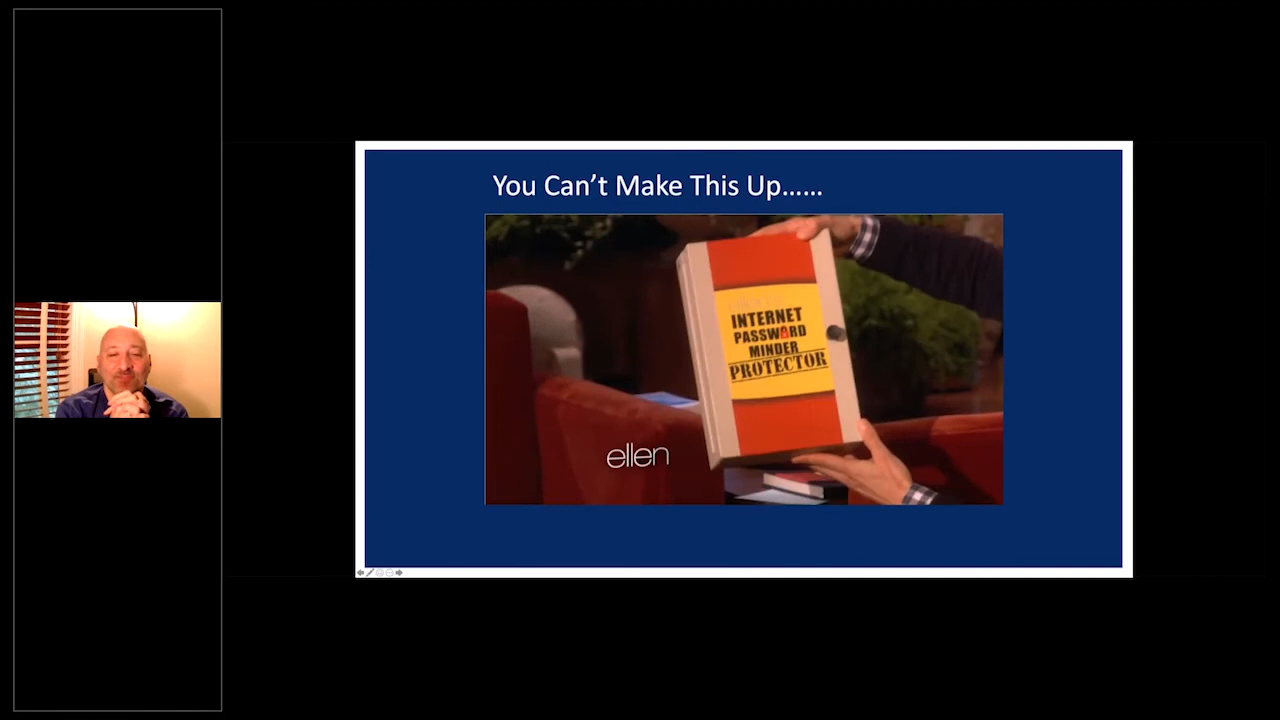 You Can't Make This Up......
INTERNET
PASSWORD
MINDER
PROTECTOR
ellen